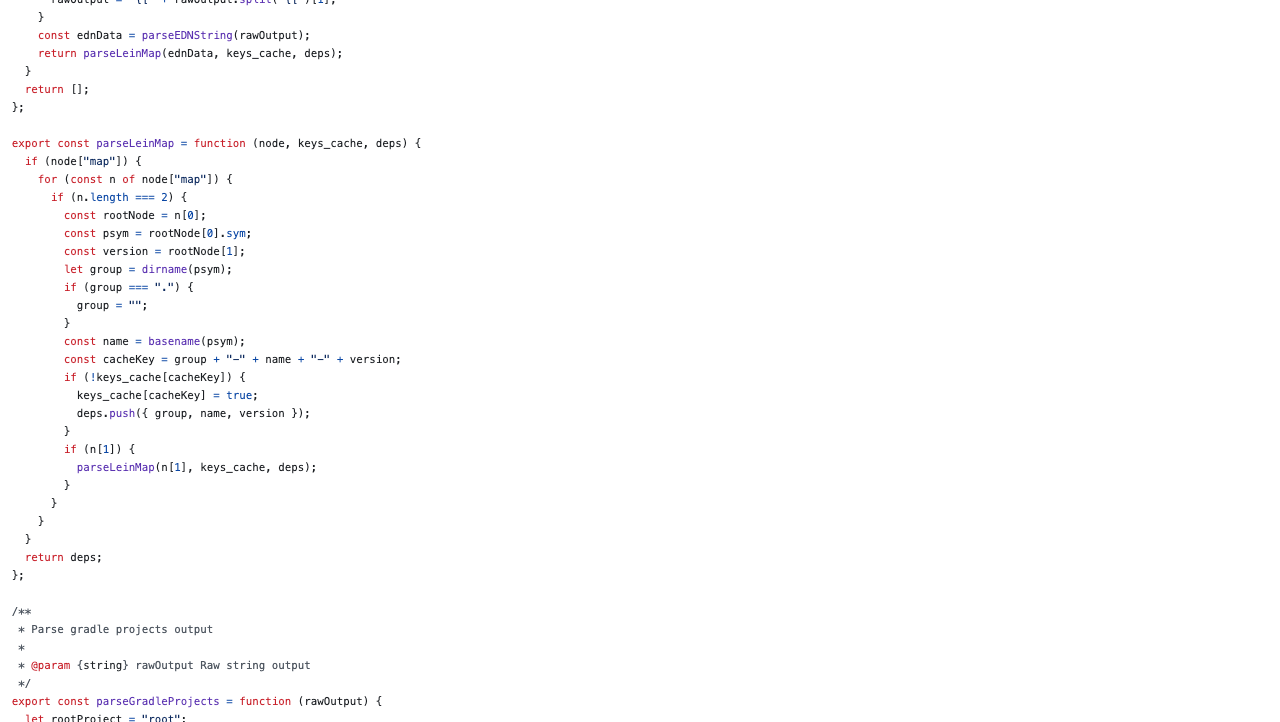 }
    const ednData = parseEDNString(rawOutput);
    return parseLeinMap(ednData, keys_cache, deps);
  }
  return [];
};

export const parseLeinMap = function (node, keys_cache, deps) {
  if (node["map"]) {
    for (const n of node["map"]) {
      if (n.length === 2) {
        const rootNode = n[0];
        const psym = rootNode[0].sym;
        const version = rootNode[1];
        let group = dirname(psym);
        if (group === ".") {
          group = "";
        }
        const name = basename(psym);
        const cacheKey = group + "-" + name + "-" + version;
        if (!keys_cache[cacheKey]) {
          keys_cache[cacheKey] = true;
          deps.push({ group, name, version });
        }
        if (n[1]) {
          parseLeinMap(n[1], keys_cache, deps);
        }
      }
    }
  }
  return deps;
};

/**
 * Parse gradle projects output
 *
 * @param {string} rawOutput Raw string output
 */
export const parseGradleProjects = function (rawOutput) {
  let rootProject = "root";